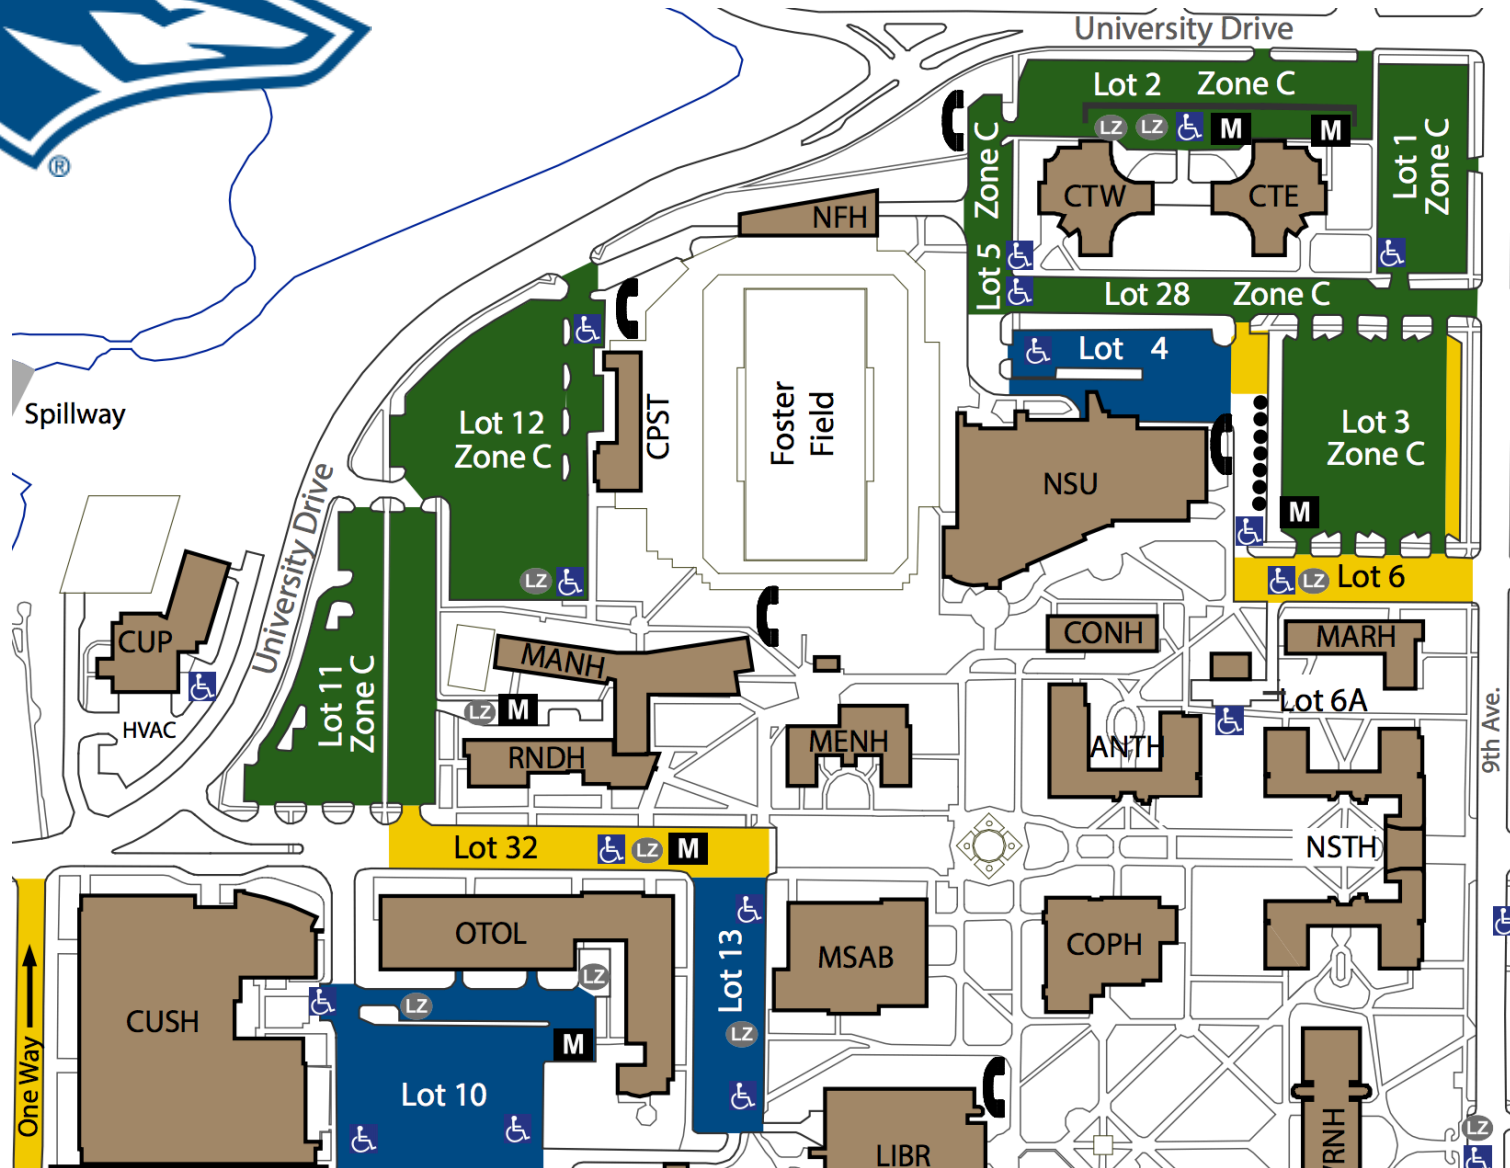 University Drive
Lot 2 Zone C
LZ
LZ
M
M
Lot 1
Zone C
Zone C
Lot 5
CTW
CTE
NFH
Lot 28 Zone C
Lot 4
Lot 12
Zone C
CPST
Foster
Field
NSU
Lot 3
Zone C
M
Spillway
University Drive
LZ
LZ
Lot 6
CUP
HVAC
Lot 11
Zone C
MANH
LZ
M
RNDH
MENH
CONH
MARH
Lot 6A
ANTH
9th Ave.
NSTH
Lot 32
LZ
M
OTOL
LZ
CUSH
LZ
M
Lot 10
One Way
Lot 13
LZ
MSAB
COPH
LIBR
RNH
LZ
®